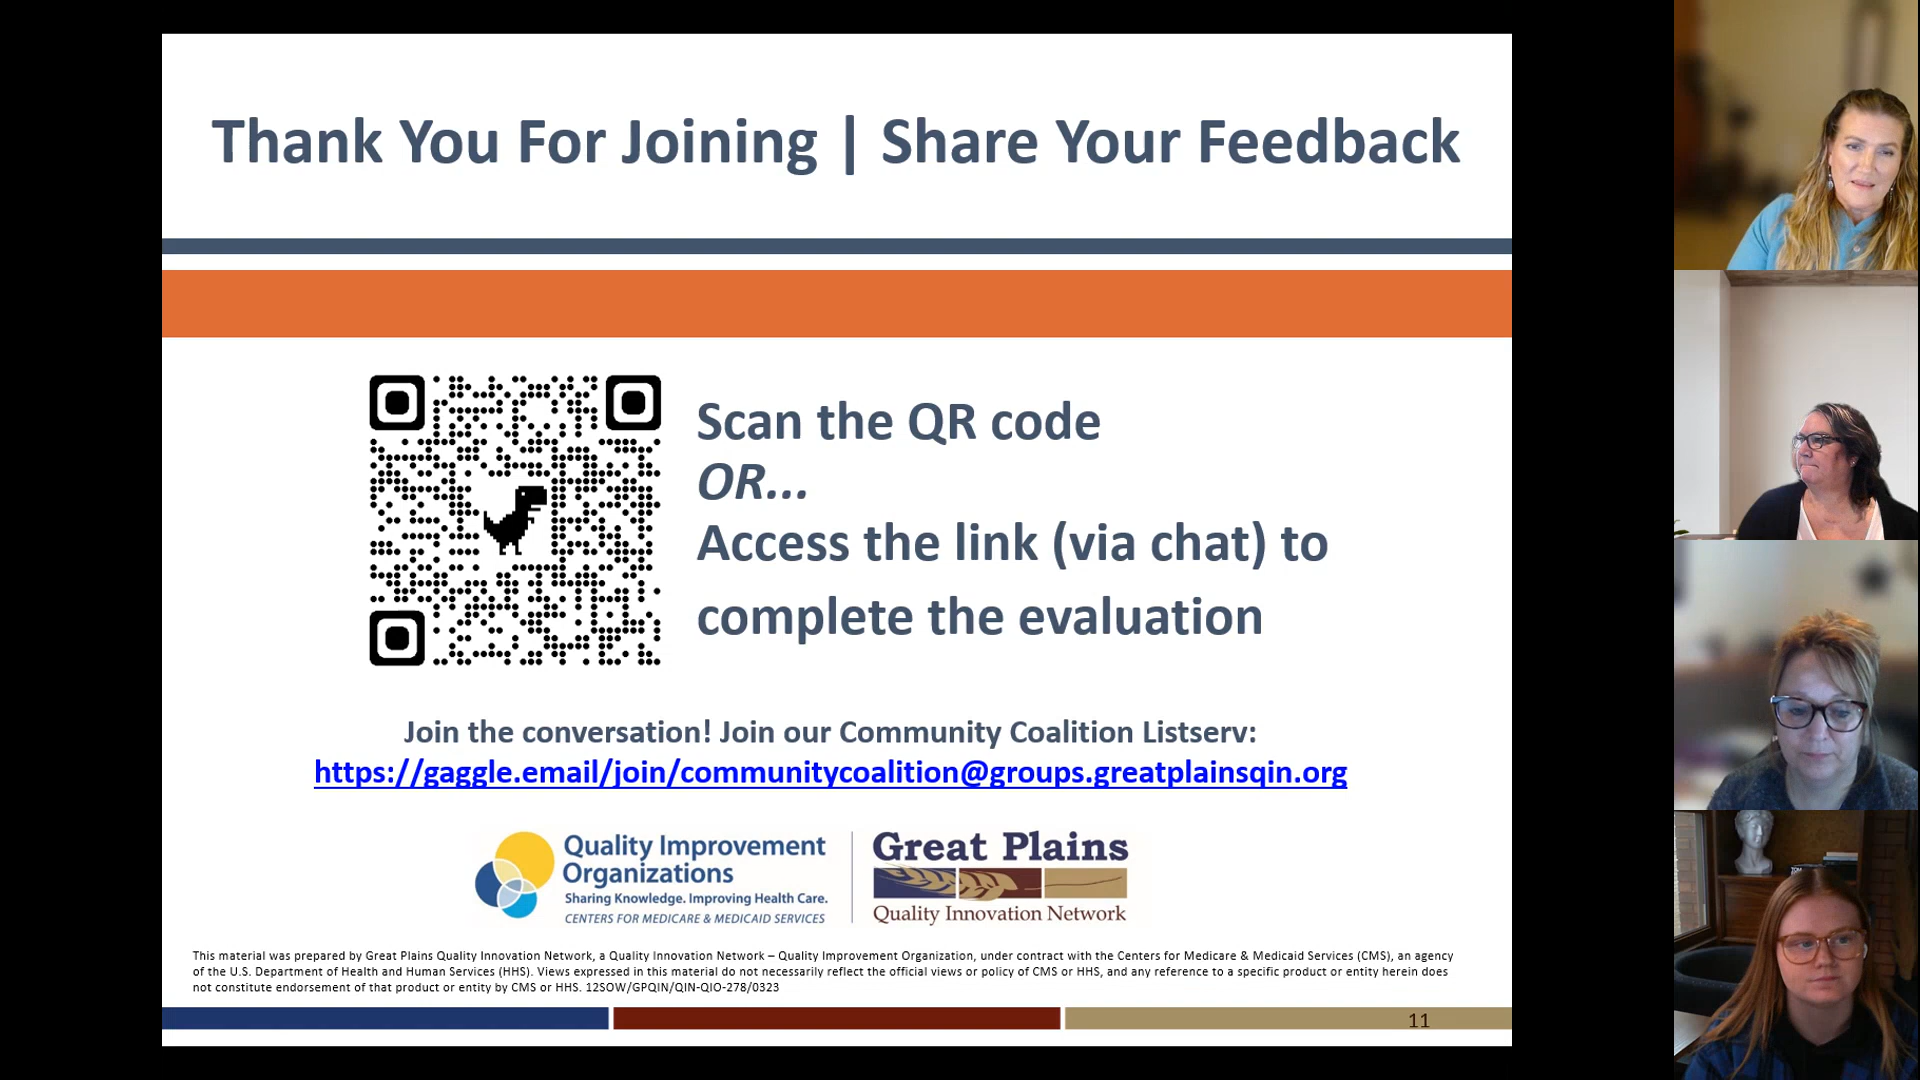 Thank You For Joining | Share Your Feedback
Scan the QR code
OR...
Access the link (via chat) to
complete the evaluation
Join the conversation! Join our Community Coalition Listserv:
https://gaggle.email/join/communitycoalition@groups.greatplainsqin.org
Quality Improvement
Organizations
Sharing Knowledge. Improving Health Care.
CENTERS FOR MEDICARE & MEDICAID SERVICES
Great Plains
Quality Innovation Network
This material was prepared by Great Plains Quality Innovation Network, a Quality Innovation Network – Quality Improvement Organization, under contract with the Centers for Medicare & Medicaid Services (CMS), an agency
of the U.S. Department of Health and Human Services (HHS). Views expressed in this material do not necessarily reflect the official views or policy of CMS or HHS, and any reference to a specific product or entity herein does
not constitute endorsement of that product or entity by CMS or HHS. 12SOW/GPQIN/QIN-QIO-278/0323
11